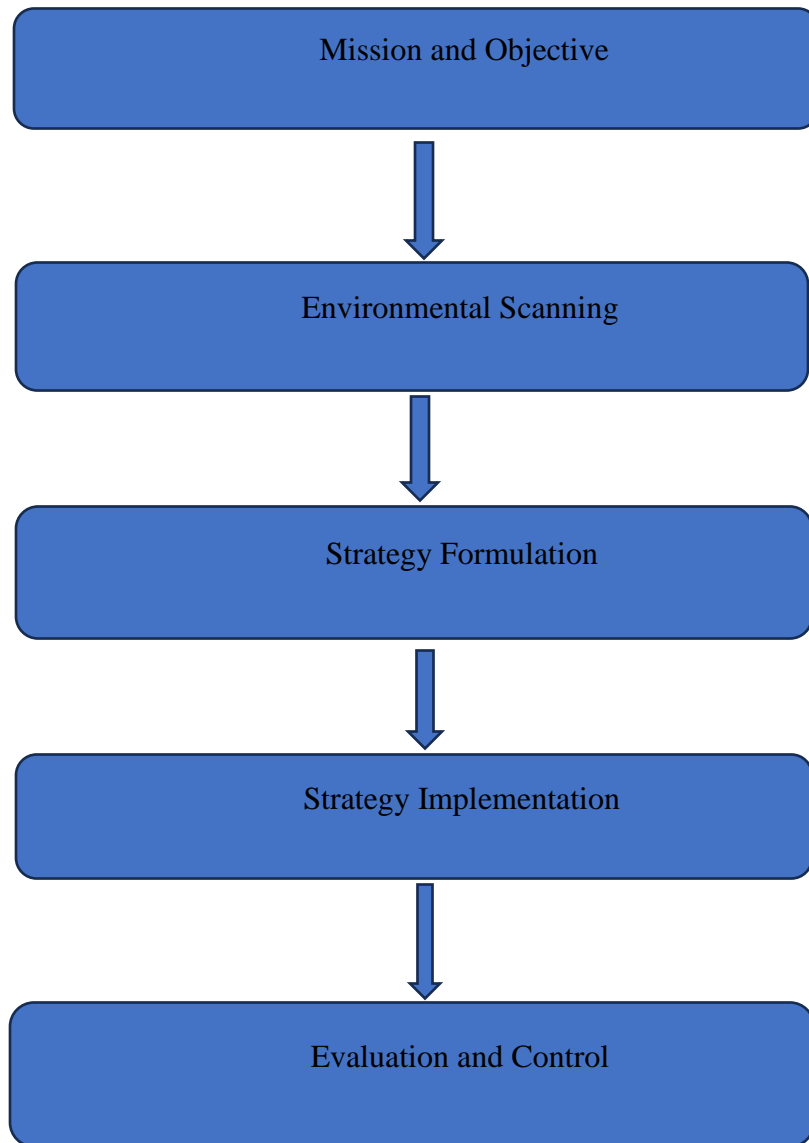 Mission and Objective
Environmental Scanning
Strategy Formulation
Strategy Implementation
Evaluation and Control